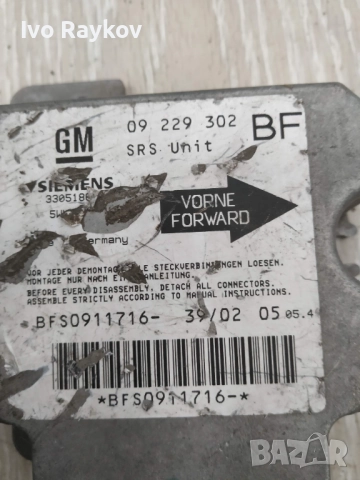 Ivo Raykov
GM
09 229 302 BF
SRS Unit
SIEMENS
330518
VORNE
FORWARD
Germany
VOR JEDER DEMONTAGE STECKVERBINDUNGEN LOESEN.
MONTAGE NUR NACH ANLEITUNG.
BEFORE EVERY DISASSEMBLY. DETACH ALL CONNECTORS.
ASSEMBLE STRICTLY ACCORDING TO MANUAL INSTRUCTIONS.
BFS0911716- 39/02 05 05.4
*BFS0911716-*
BAZAR